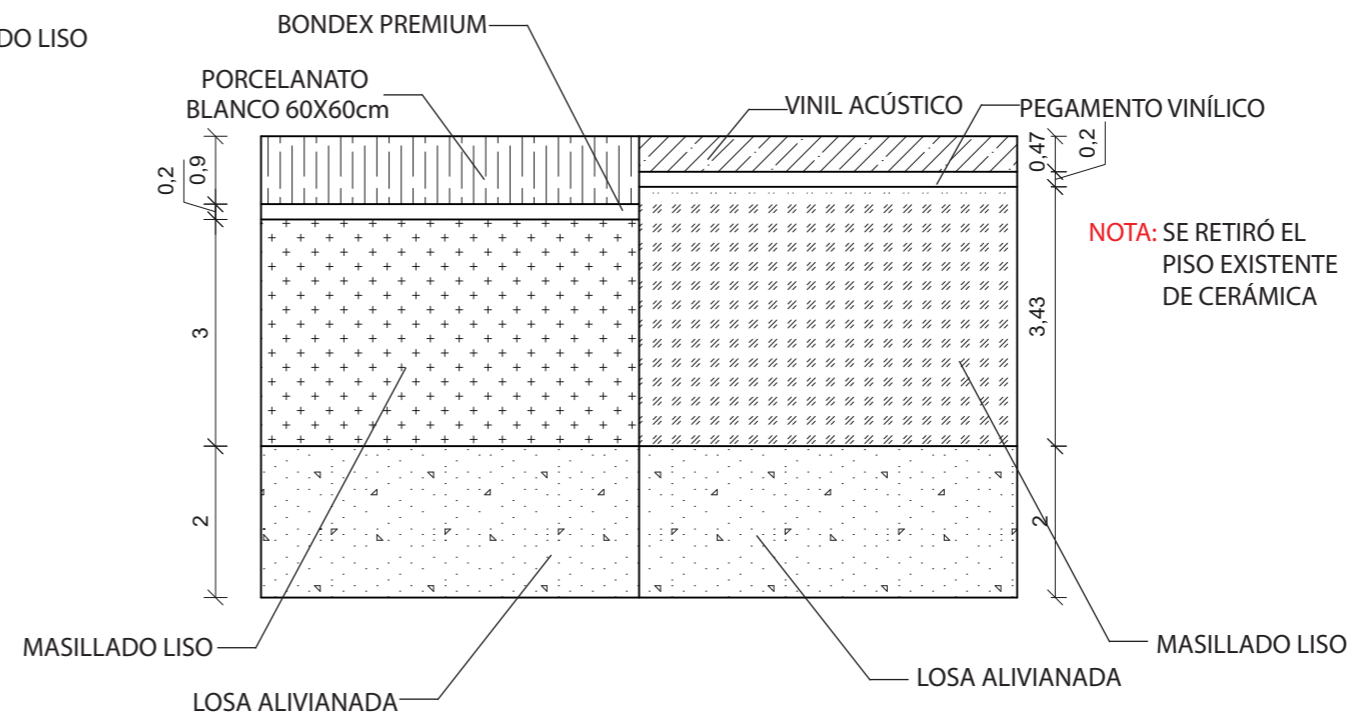 DO LISO
BONDEX PREMIUM
PORCELANATO
BLANCO 60X60cm
VINIL ACÚSTICO
PEGAMENTO VINÍLICO
0,2
0,9
3
2
0,47
0,2
3,43
2
NOTA: SE RETIRÓ EL
PISO EXISTENTE
DE CERÁMICA
MASILLADO LISO
LOSA ALIVIANADA
LOSA ALIVIANADA
MASILLADO LISO